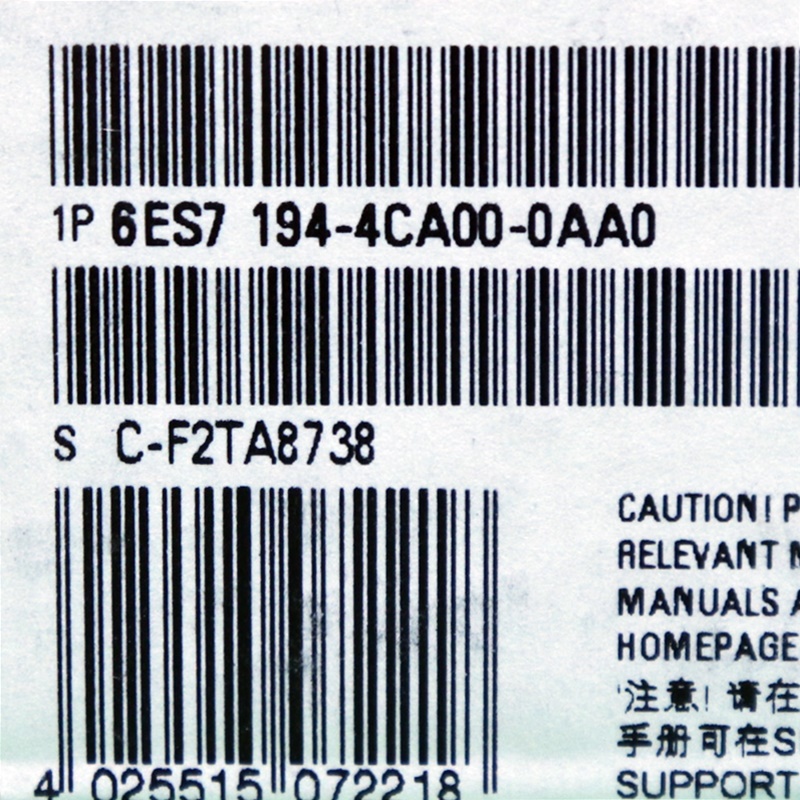 1P 6ES7 194-4CA00-0AA0
S C-F2TA8738
4 025515 072218
CAUTION! P
RELEVANT
MANUALS
HOMEPAGE
注意! 请在
手册可在S
SUPPORT